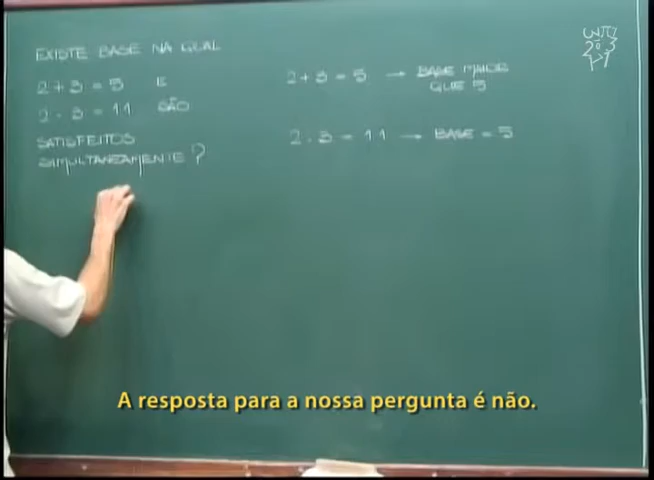 EXISTE BASE NA QUAL
2 + 3 = 5 E
2 · 3 = 11 SÃO
SATISFEITOS
SIMULTANEAMENTE ?
2 + 3 = 5 → BASE MAIOR
QUE 5
2 · 3 = 11 → BASE = 5
A resposta para a nossa pergunta é não.